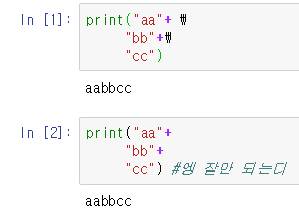 In [1]: print("aa"+ ₩
"bb"+₩
"cc")
aabbcc
In [2]: print("aa"+
"bb"+
"cc") #엥 잘만 되는디
aabbcc